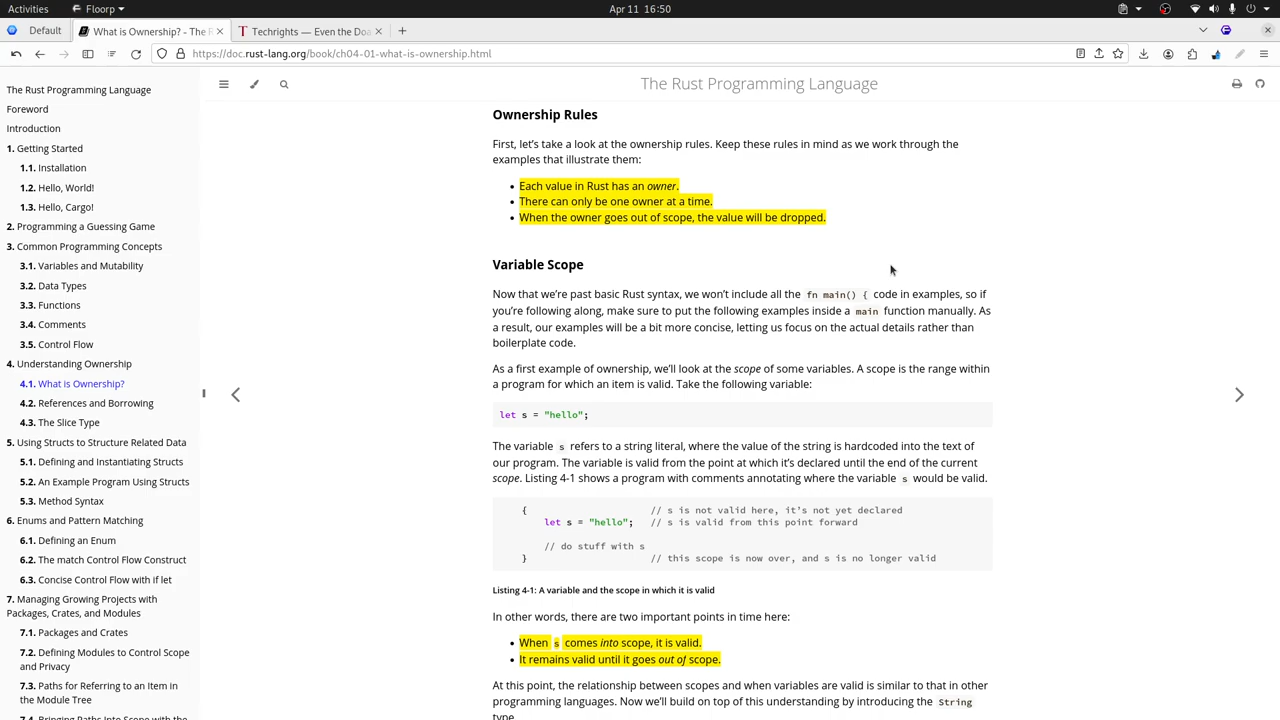 Activities
Floorp
Apr 11 16:50
Default
What is Ownership? - The R
Techrights — Even the Doa
https://doc.rust-lang.org/book/ch04-01-what-is-ownership.html
The Rust Programming Language
Foreword
Introduction
1. Getting Started
1.1. Installation
1.2. Hello, World!
1.3. Hello, Cargo!
2. Programming a Guessing Game
3. Common Programming Concepts
3.1. Variables and Mutability
3.2. Data Types
3.3. Functions
3.4. Comments
3.5. Control Flow
4. Understanding Ownership
4.1. What is Ownership?
4.2. References and Borrowing
4.3. The Slice Type
5. Using Structs to Structure Related Data
5.1. Defining and Instantiating Structs
5.2. An Example Program Using Structs
5.3. Method Syntax
6. Enums and Pattern Matching
6.1. Defining an Enum
6.2. The match Control Flow Construct
6.3. Concise Control Flow with if let
7. Managing Growing Projects with
Packages, Crates, and Modules
7.1. Packages and Crates
7.2. Defining Modules to Control Scope
and Privacy
7.3. Paths for Referring to an Item in
the Module Tree
7.4. Bringing Paths Into Scope with the
The Rust Programming Language
Ownership Rules
First, let's take a look at the ownership rules. Keep these rules in mind as we work through the
examples that illustrate them:
• Each value in Rust has an owner.
• There can only be one owner at a time.
• When the owner goes out of scope, the value will be dropped.
Variable Scope
Now that we're past basic Rust syntax, we won't include all the fn main() { code in examples, so if
you're following along, make sure to put the following examples inside a main function manually. As
a result, our examples will be a bit more concise, letting us focus on the actual details rather than
boilerplate code.
As a first example of ownership, we'll look at the scope of some variables. A scope is the range within
a program for which an item is valid. Take the following variable:
let s = "hello";
The variable s refers to a string literal, where the value of the string is hardcoded into the text of
our program. The variable is valid from the point at which it's declared until the end of the current
scope. Listing 4-1 shows a program with comments annotating where the variable s would be valid.
{ // s is not valid here, it's not yet declared
let s = "hello"; // s is valid from this point forward
// do stuff with s
} // this scope is now over, and s is no longer valid
Listing 4-1: A variable and the scope in which it is valid
In other words, there are two important points in time here:
• When s comes into scope, it is valid.
• It remains valid until it goes out of scope.
At this point, the relationship between scopes and when variables are valid is similar to that in other
programming languages. Now we'll build on top of this understanding by introducing the String
type.